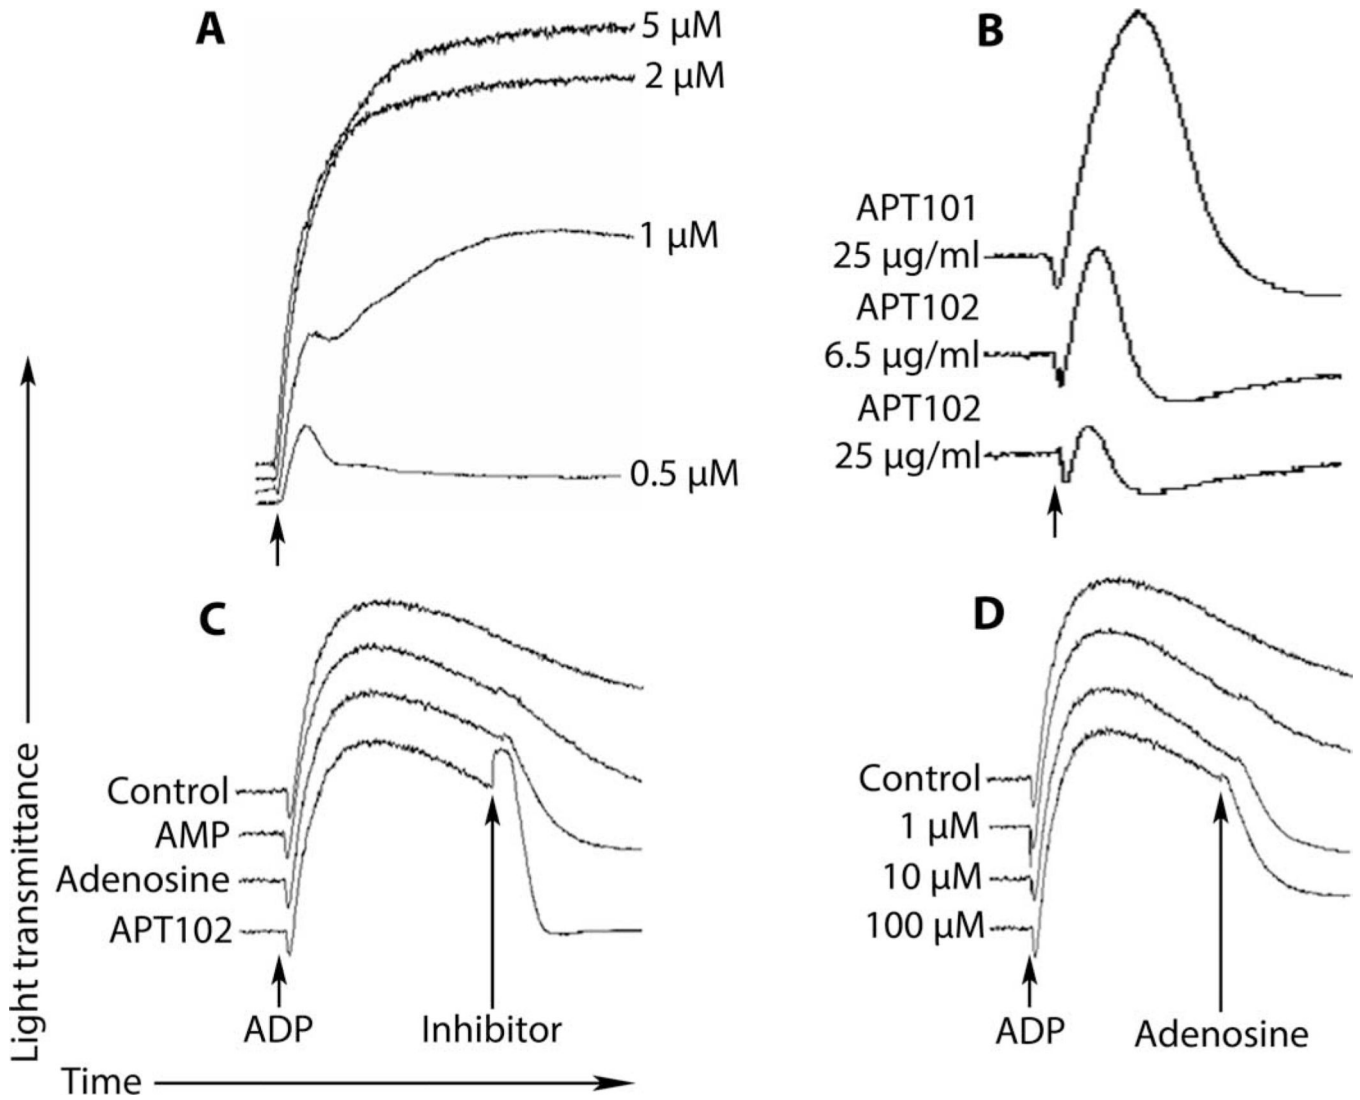 A
5 μM
2 μM
1 μM
0.5 μM
B
APT101
25 μg/ml
APT102
6.5 μg/ml
APT102
25 μg/ml
C
Control
AMP
Adenosine
APT102
ADP
Inhibitor
D
Control
1 μM
10 μM
100 μM
ADP
Adenosine
Light transmittance
Time